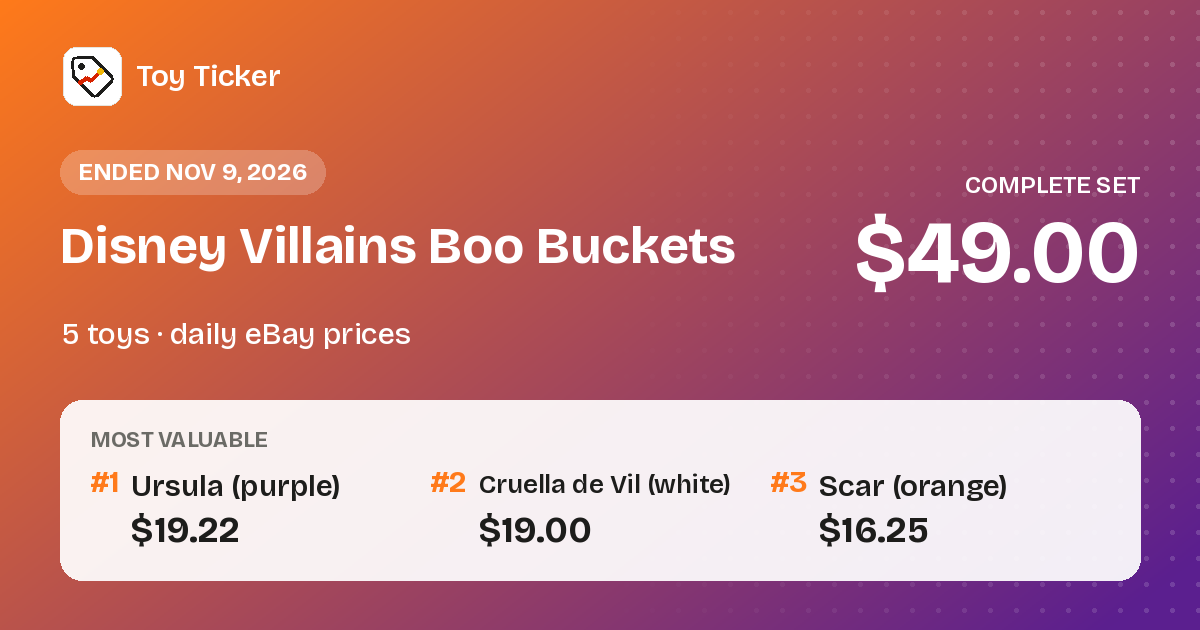 Toy Ticker
ENDED NOV 9, 2026
Disney Villains Boo Buckets
5 toys · daily eBay prices
COMPLETE SET
$49.00
MOST VALUABLE
#1 Ursula (purple)
$19.22
#2 Cruella de Vil (white)
$19.00
#3 Scar (orange)
$16.25